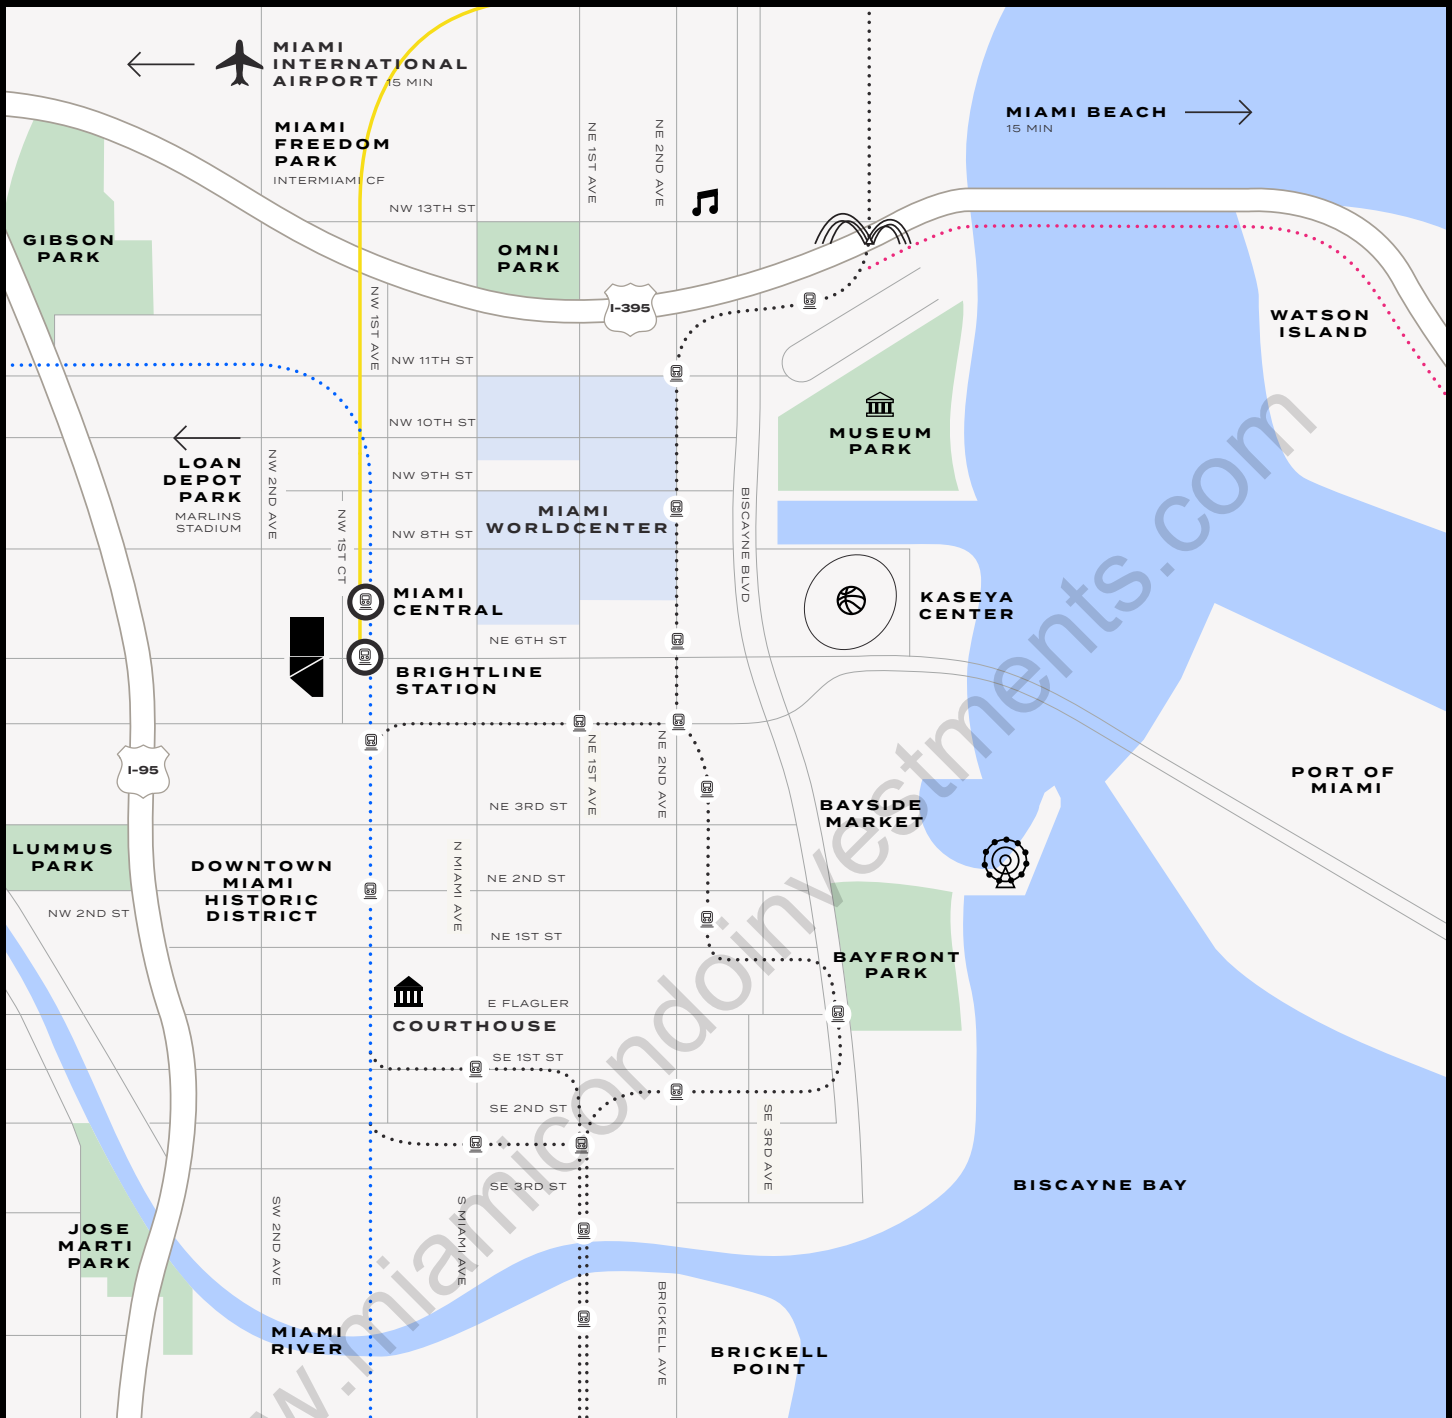 MIAMI
INTERNATIONAL
AIRPORT 15 MIN
MIAMI BEACH
15 MIN
MIAMI
FREEDOM
PARK
INTERMIAMI CF
NE 1ST AVE
NE 2ND AVE
NW 13TH ST
GIBSON
PARK
OMNI
PARK
I-395
NW 1ST AVE
WATSON
ISLAND
NW 11TH ST
NW 10TH ST
MUSEUM
PARK
LOAN
DEPOT
PARK
MARLINS
STADIUM
NW 2ND AVE
NW 9TH ST
NW 1ST CT
NW 8TH ST
MIAMI
WORLDCENTER
BISCAYNE BLVD
MIAMI
CENTRAL
KASEYA
CENTER
NE 6TH ST
BRIGHTLINE
STATION
I-95
NE 1ST AVE
NE 2ND AVE
PORT OF
MIAMI
NE 3RD ST
BAYSIDE
MARKET
LUMMUS
PARK
DOWNTOWN
MIAMI
HISTORIC
DISTRICT
N MIAMI AVE
NE 2ND ST
NW 2ND ST
NE 1ST ST
BAYFRONT
PARK
E FLAGLER
COURTHOUSE
SE 1ST ST
SE 2ND ST
SE 3RD AVE
SE 3RD ST
BISCAYNE BAY
JOSE
MARTI
PARK
SW 2ND AVE
S MIAMI AVE
BRICKELL AVE
MIAMI
RIVER
BRICKELL
POINT
w.miamicondoinvestments.com